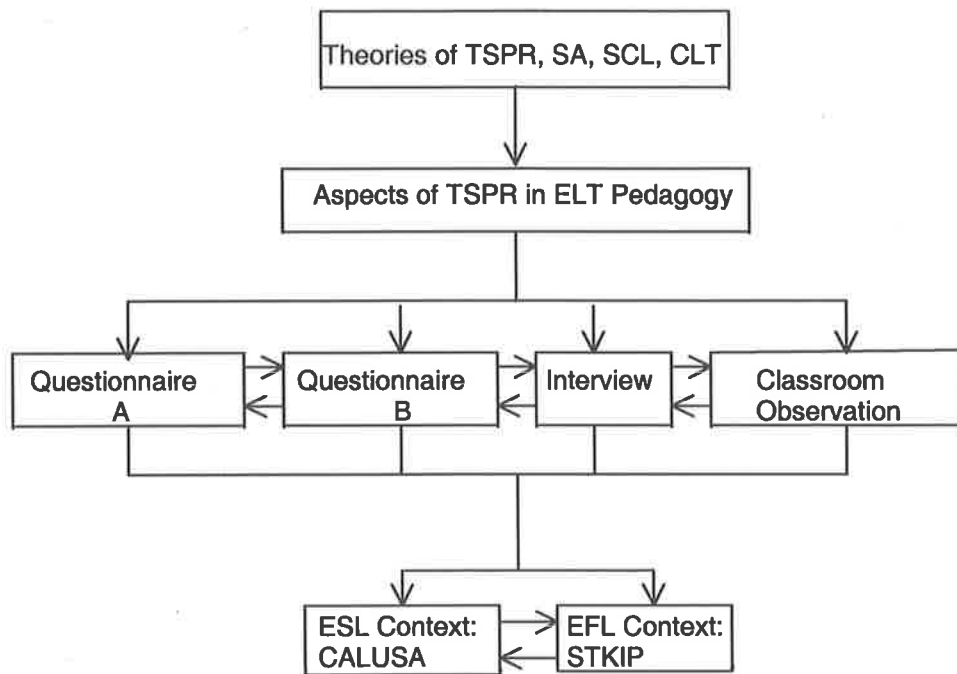 Theories of TSPR, SA, SCL, CLT
Aspects of TSPR in ELT Pedagogy
Questionnaire
A
Questionnaire
B
Interview
Classroom
Observation
ESL Context:
CALUSA
EFL Context:
STKIP